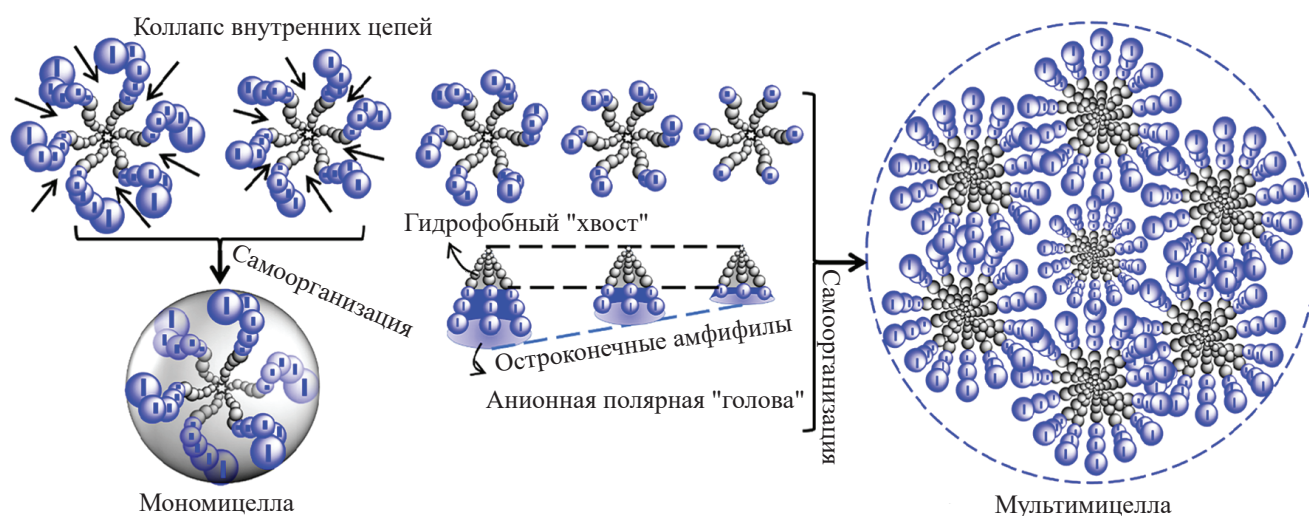 Коллапс внутренних цепей
Гидрофобный "хвост"
Самоорганизация
Остроконечные амфифилы
Анионная полярная "голова"
Самоорганизация
Мономицелла
Мультимицелла